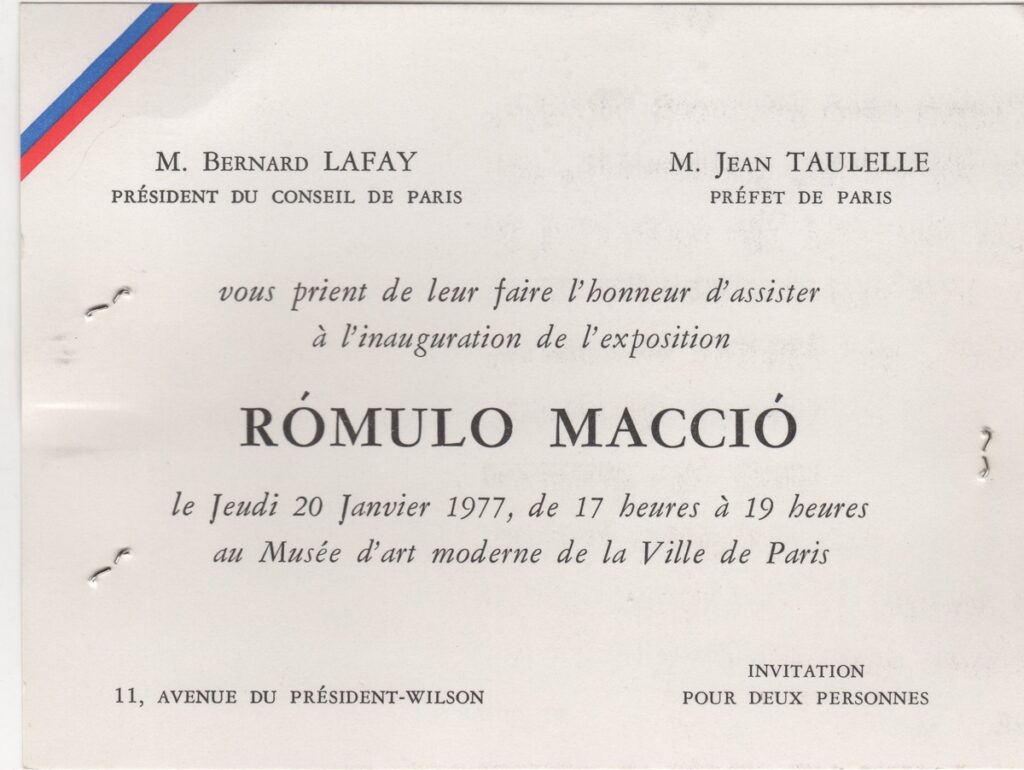 M. Bernard LAFAY
PRÉSIDENT DU CONSEIL DE PARIS
M. Jean TAULELLE
PRÉFET DE PARIS
vous prient de leur faire l'honneur d'assister
à l'inauguration de l'exposition
RÓMULO MACCIÓ
le Jeudi 20 Janvier 1977, de 17 heures à 19 heures
au Musée d'art moderne de la Ville de Paris
11, AVENUE DU PRÉSIDENT-WILSON
INVITATION
POUR DEUX PERSONNES